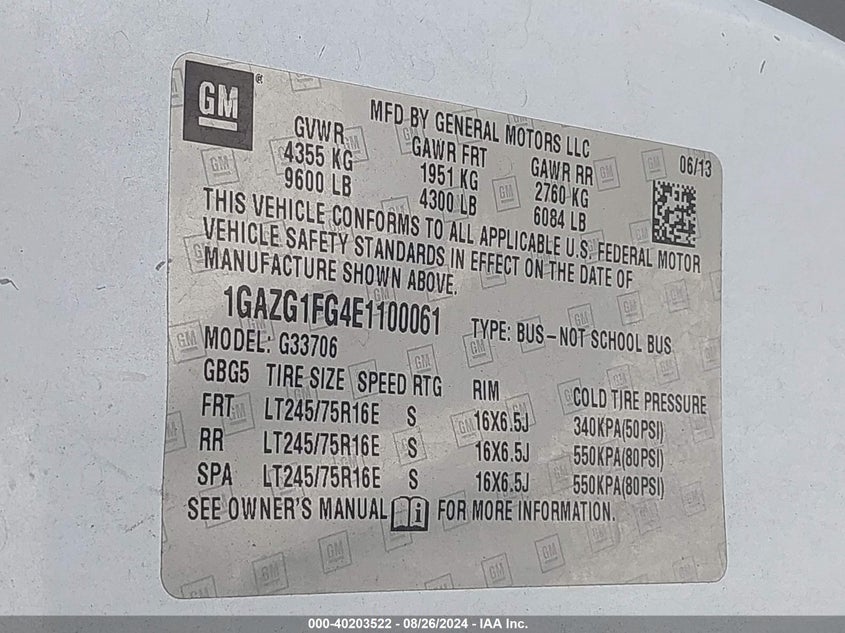 GM ®
MFD BY GENERAL MOTORS LLC
06/13
GVWR GAWR FRT GAWR RR
4355 KG 1951 KG 2760 KG
9600 LB 4300 LB 6084 LB
THIS VEHICLE CONFORMS TO ALL APPLICABLE U.S. FEDERAL MOTOR
VEHICLE SAFETY STANDARDS IN EFFECT ON THE DATE OF
MANUFACTURE SHOWN ABOVE.
1GAZG1FG4E1100061 TYPE: BUS-NOT SCHOOL BUS
MODEL: G33706
GBG5 TIRE SIZE SPEED RTG RIM COLD TIRE PRESSURE
FRT LT245/75R16E S 16X6.5J 340KPA(50PSI)
RR LT245/75R16E S 16X6.5J 550KPA(80PSI)
SPA LT245/75R16E S 16X6.5J 550KPA(80PSI)
SEE OWNER'S MANUAL FOR MORE INFORMATION.
000-40203522 - 08/26/2024 - IAA Inc.